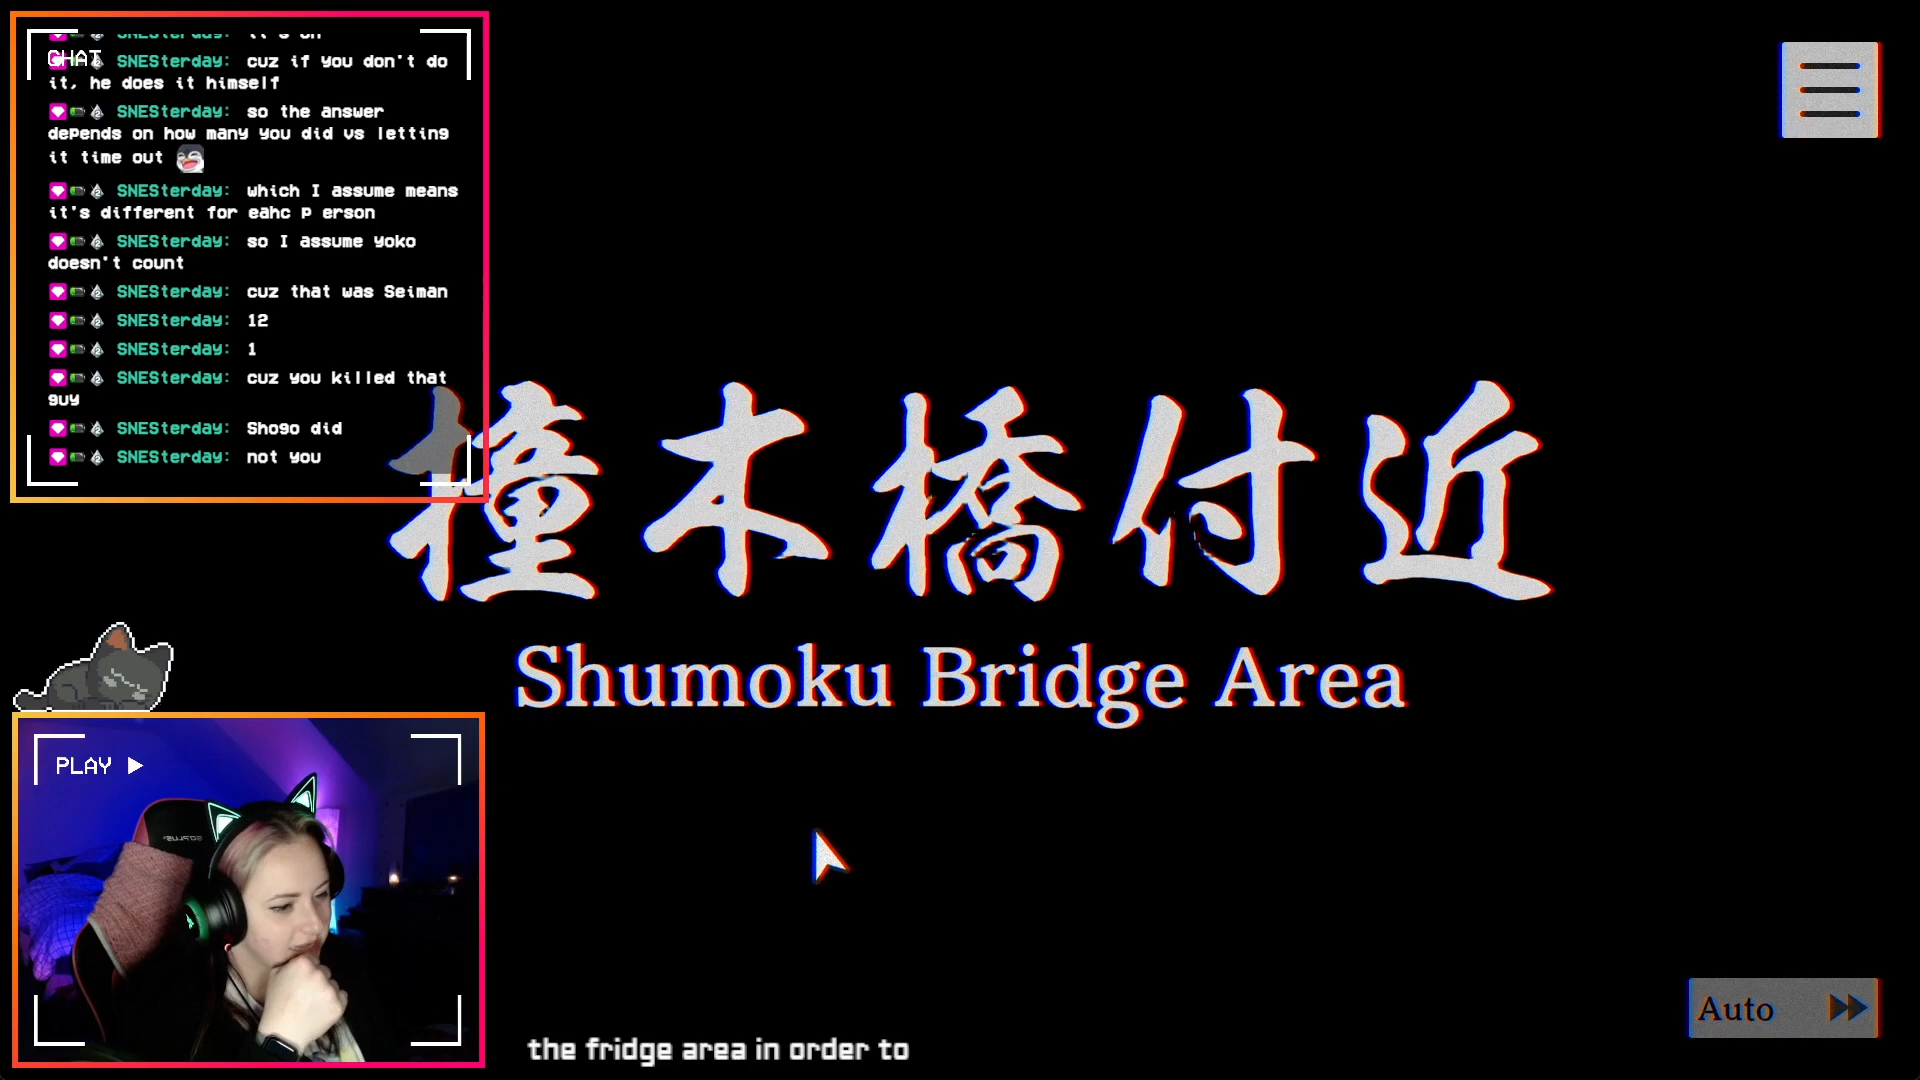 CHAT
SNESterday: it's on
SNESterday: cuz if you don't do
it, he does it himself
SNESterday: so the answer
depends on how many you did vs letting
it time out
SNESterday: which I assume means
it's different for eahc P erson
SNESterday: so I assume yoko
doesn't count
SNESterday: cuz that was Seiman
SNESterday: 12
SNESterday: 1
SNESterday: cuz you killed that
guy
SNESterday: Shogo did
SNESterday: not you
撞木橋付近
Shumoku Bridge Area
PLAY
Auto
the fridge area in order to